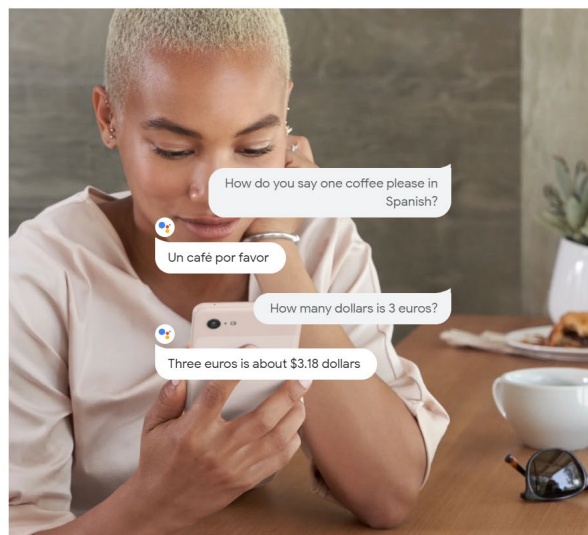 How do you say one coffee please in
Spanish?
Un café por favor
How many dollars is 3 euros?
Three euros is about $3.18 dollars